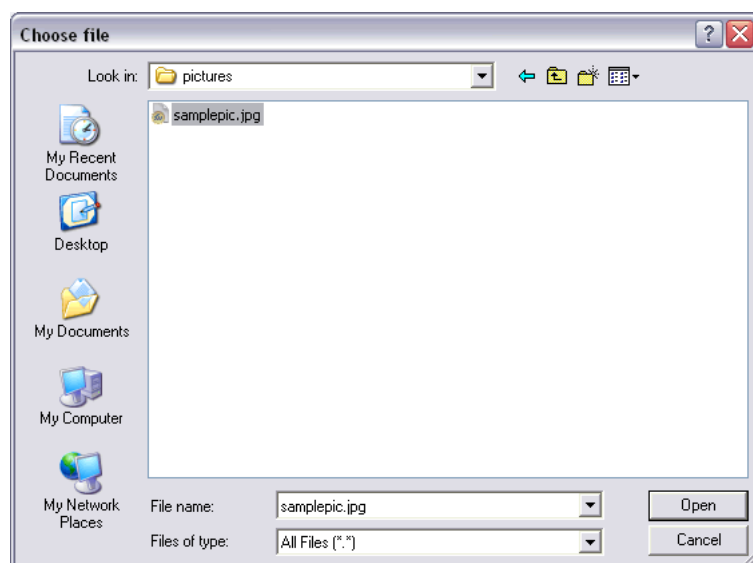 Choose file
Look in:
pictures
samplepic.jpg
My Recent
Documents
Desktop
My Documents
My Computer
My Network
Places
File name:
samplepic.jpg
Open
Files of type:
All Files (*.*)
Cancel